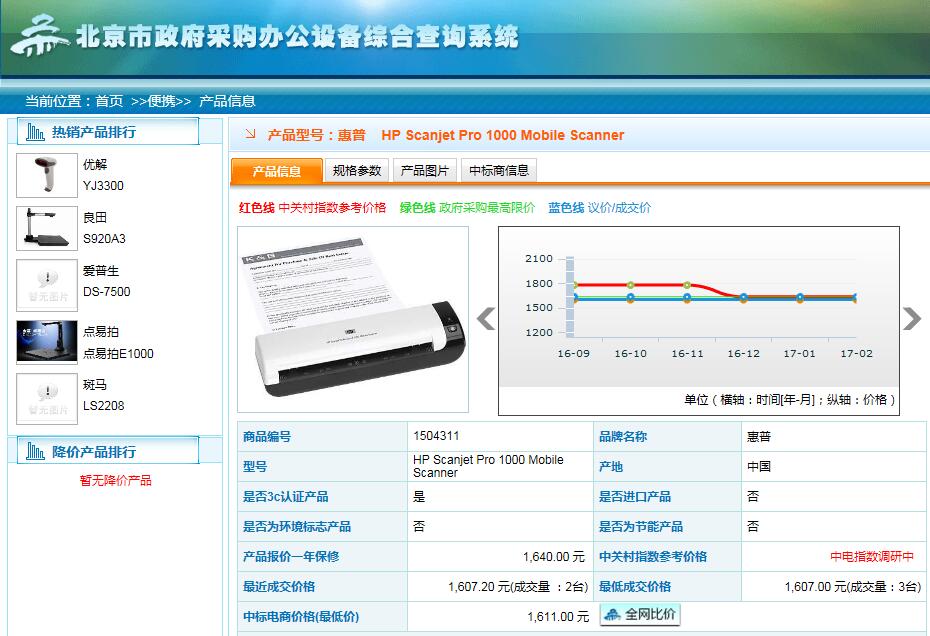 北京市政府采购办公设备综合查询系统
当前位置：首页 >>便携>> 产品信息
热销产品排行
优解
YJ3300
良田
S920A3
暂无图片
爱普生
DS-7500
点易拍
点易拍E1000
暂无图片
斑马
LS2208
降价产品排行
暂无降价产品
产品型号：惠普 HP Scanjet Pro 1000 Mobile Scanner
产品信息 规格参数 产品图片 中标商信息
红色线 中关村指数参考价格 绿色线 政府采购最高限价 蓝色线 议价/成交价
2100
1800
1500
1200
16-09 16-10 16-11 16-12 17-01 17-02
单位（横轴：时间[年-月]；纵轴：价格）
商品编号 1504311 品牌名称 惠普
型号 HP Scanjet Pro 1000 Mobile Scanner 产地 中国
是否3c认证产品 是 是否进口产品 否
是否为环境标志产品 否 是否为节能产品 否
产品报价一年保修 1,640.00 元 中关村指数参考价格 中电指数调研中
最近成交价格 1,607.20 元(成交量 ：2台) 最低成交价格 1,607.00 元(成交量：3台)
中标电商价格(最低价) 1,611.00 元 全网比价